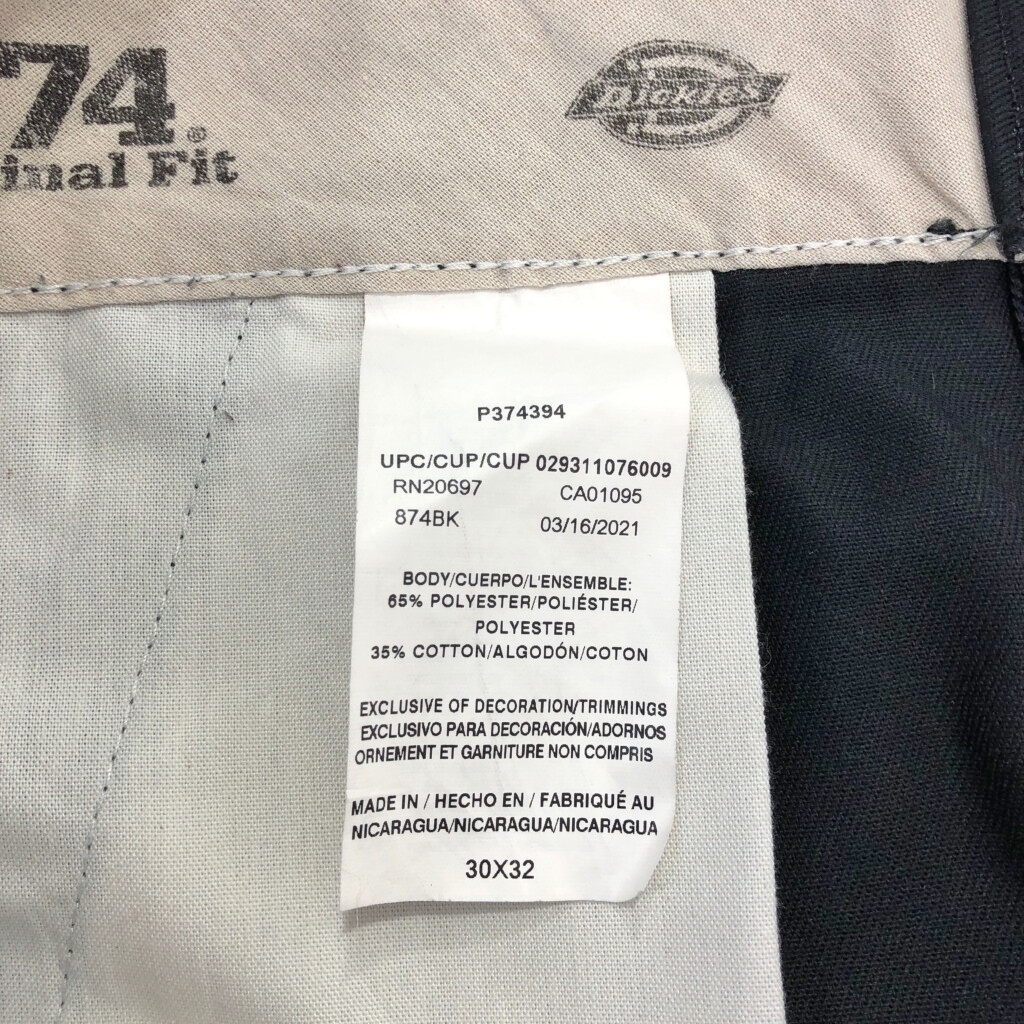 74®
inal Fit
Dickies
P374394
UPC/CUP/CUP 029311076009
RN20697 CA01095
874BK 03/16/2021
BODY/CUERPO/L'ENSEMBLE:
65% POLYESTER/POLIÉSTER/
POLYESTER
35% COTTON/ALGODÓN/COTON
EXCLUSIVE OF DECORATION/TRIMMINGS
EXCLUSIVO PARA DECORACIÓN/ADORNOS
ORNEMENT ET GARNITURE NON COMPRIS
MADE IN / HECHO EN / FABRIQUÉ AU
NICARAGUA/NICARAGUA/NICARAGUA
30X32